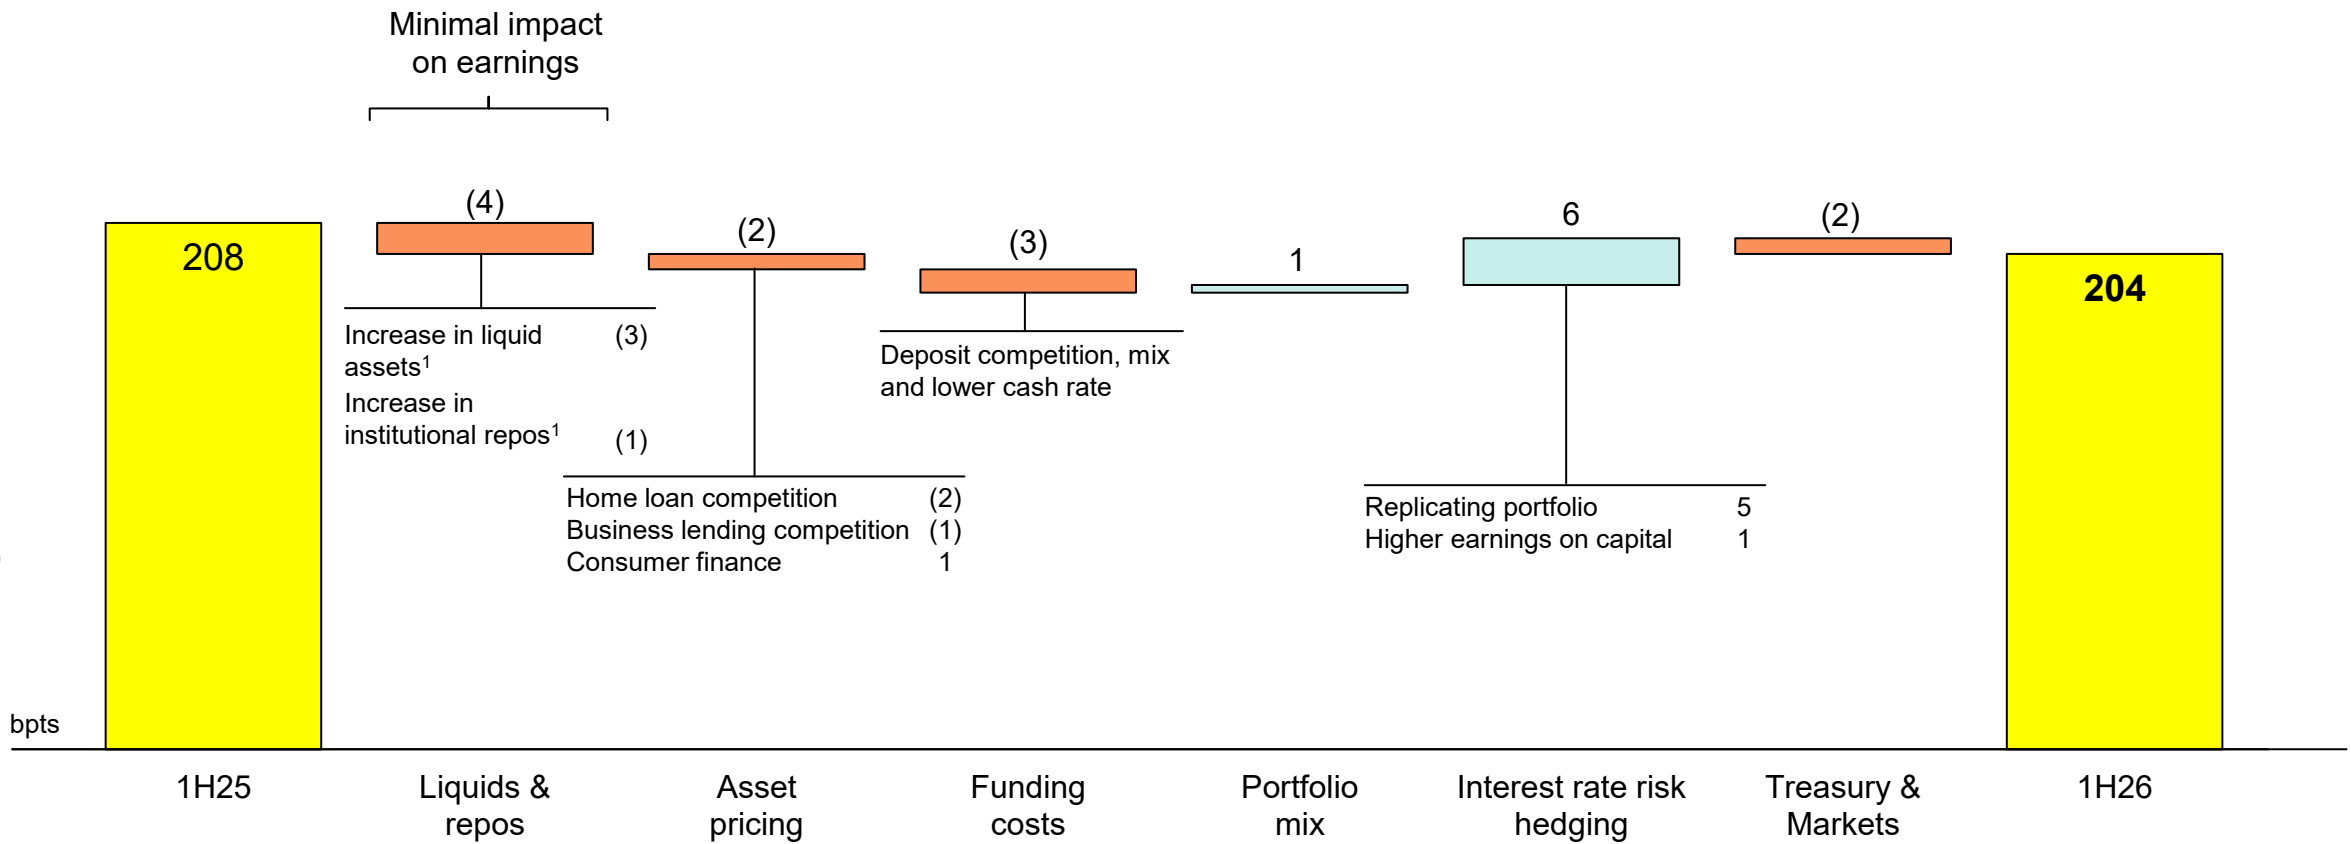 Minimal impact
on earnings
208
(4)
(2)
(3)
1
6
(2)
204
Increase in liquid
assets¹ (3)
Increase in
institutional repos¹ (1)
Home loan competition (2)
Business lending competition (1)
Consumer finance 1
Deposit competition, mix
and lower cash rate
Replicating portfolio 5
Higher earnings on capital 1
bpts
1H25
Liquids &
repos
Asset
pricing
Funding
costs
Portfolio
mix
Interest rate risk
hedging
Treasury &
Markets
1H26